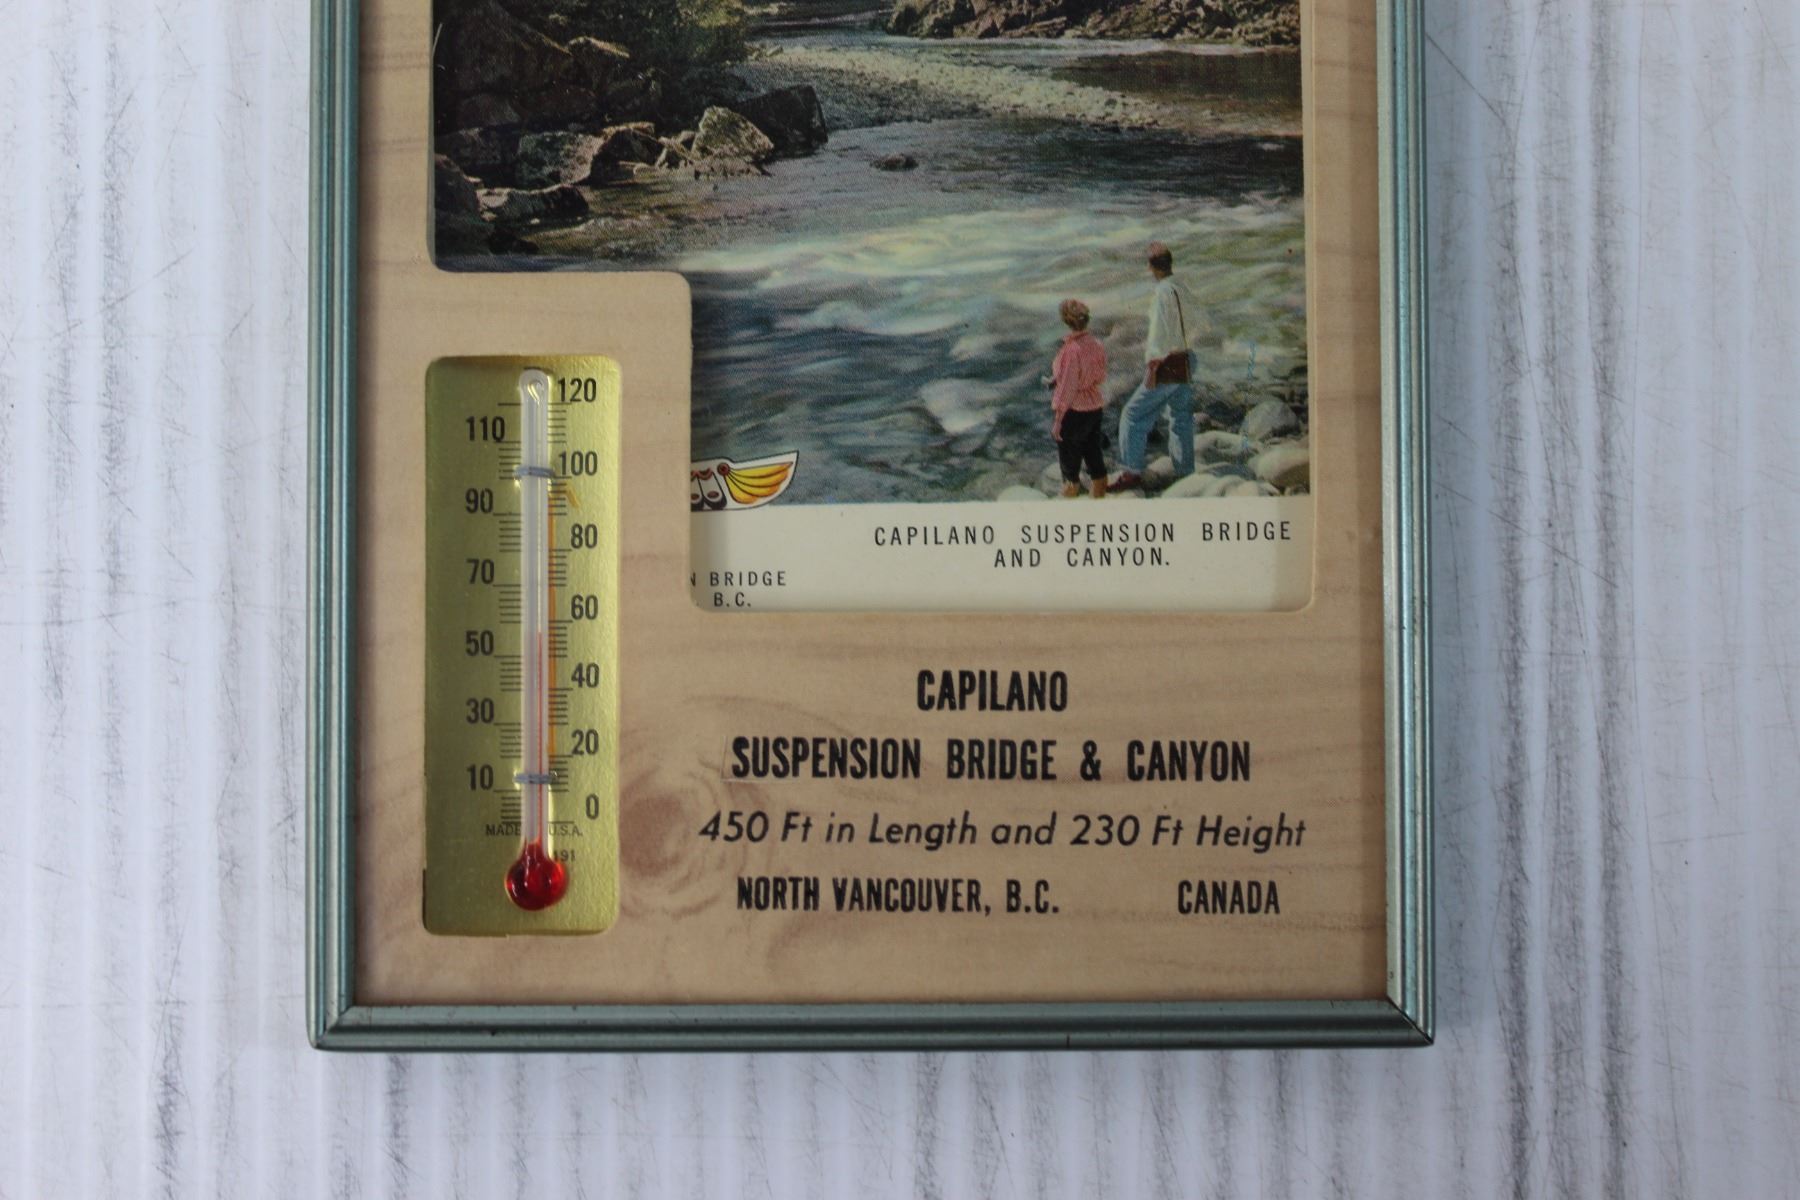 120
110
100
90
80
70
60
50
40
30
20
10
0
MADE U.S.A.
91
CAPILANO SUSPENSION BRIDGE
AND CANYON.
BRIDGE
B.C.
CAPILANO
SUSPENSION BRIDGE & CANYON
450 Ft in Length and 230 Ft Height
NORTH VANCOUVER, B.C. CANADA